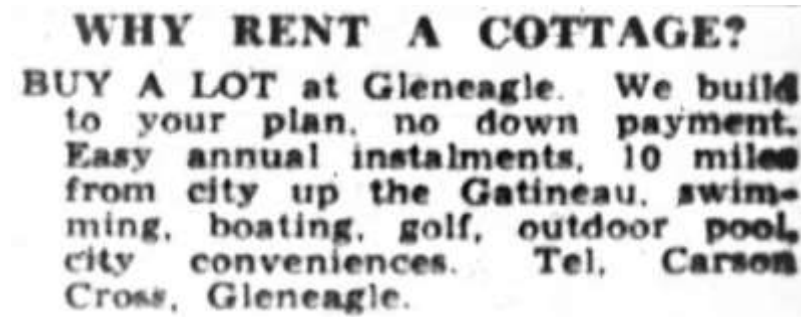 WHY RENT A COTTAGE?
BUY A LOT at Gleneagle. We build
to your plan, no down payment.
Easy annual instalments, 10 miles
from city up the Gatineau, swim-
ming, boating, golf, outdoor pool,
city conveniences. Tel, Carson
Cross, Gleneagle.